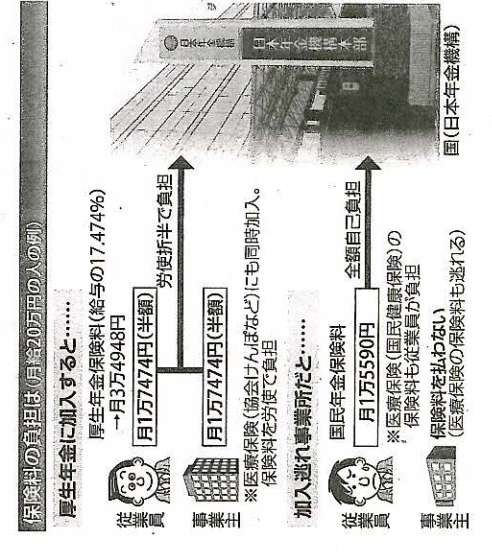 保険料の負担は(月給20万円の人の例)
厚生年金に加入すると……
厚生年金保険料(給与の17.474%)
→月3万4948円
従業員
月1万7474円(半額)
労使折半で負担
事業主
月1万7474円(半額)
※医療保険(協会けんぽなど)にも同時加入。
保険料を労使で負担
加入逃れ事業所だと……
国民年金保険料
従業員
月1万5590円
全額自己負担
※医療保険(国民健康保険)の
保険料も従業員が負担
事業主
保険料を払わない
(医療保険の保険料も逃れる)
日本年金機構
日本年金機構本部
国(日本年金機構)